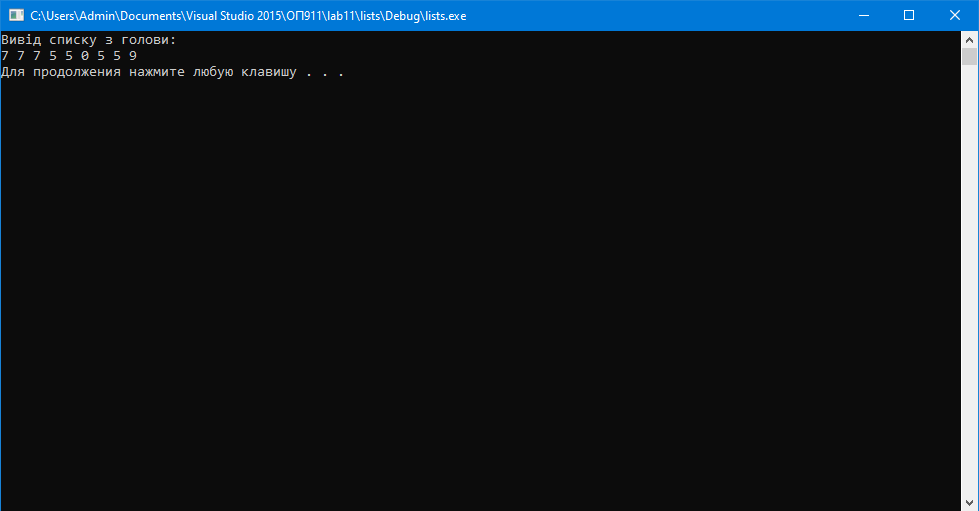 C:\Users\Admin\Documents\Visual Studio 2015\ОП911\lab11\lists\Debug\lists.exe
Вивід списку з голови:
7 7 7 5 5 0 5 5 9
Для продолжения нажмите любую клавишу . . .